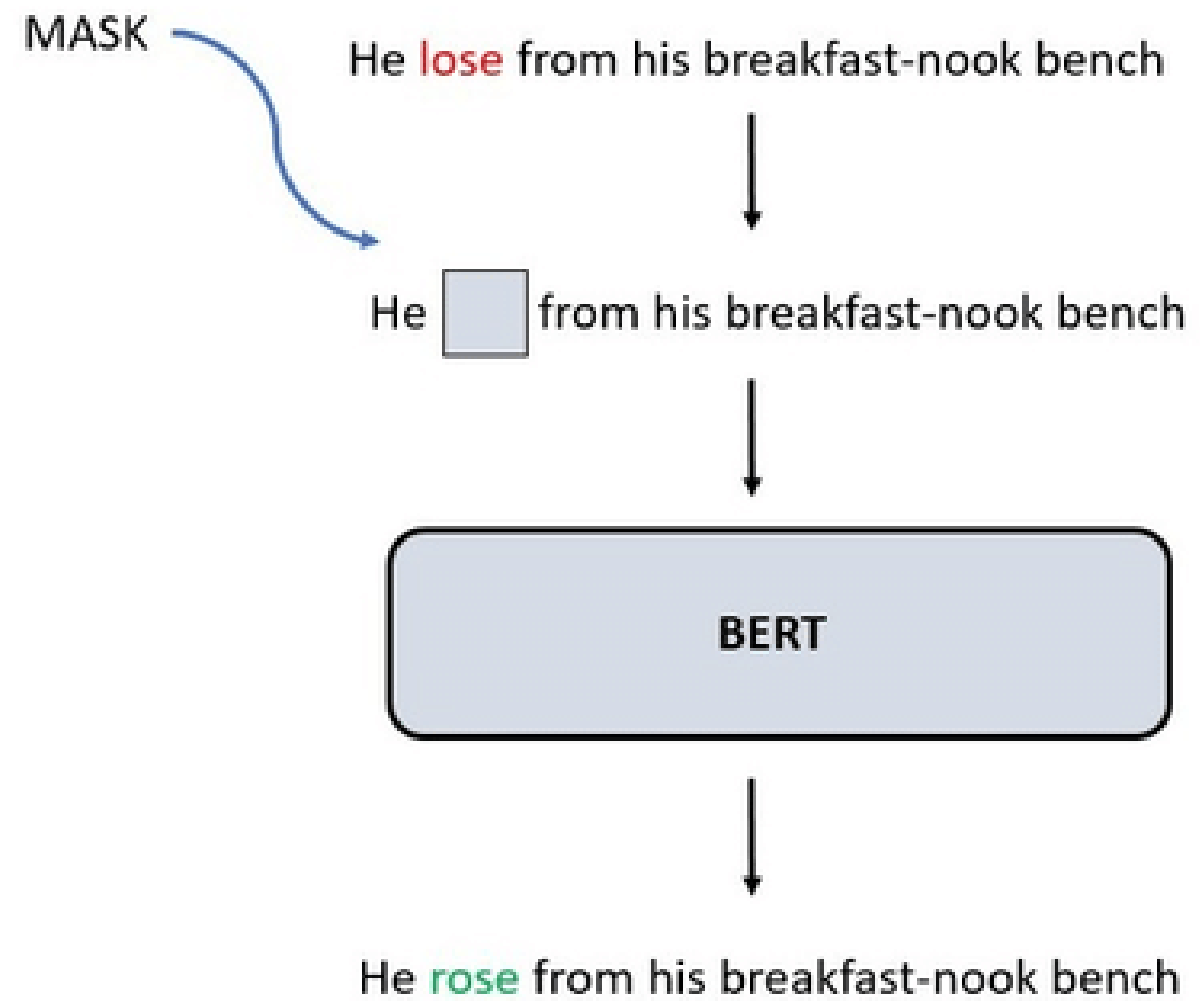 MASK
He lose from his breakfast-nook bench
He from his breakfast-nook bench
BERT
He rose from his breakfast-nook bench